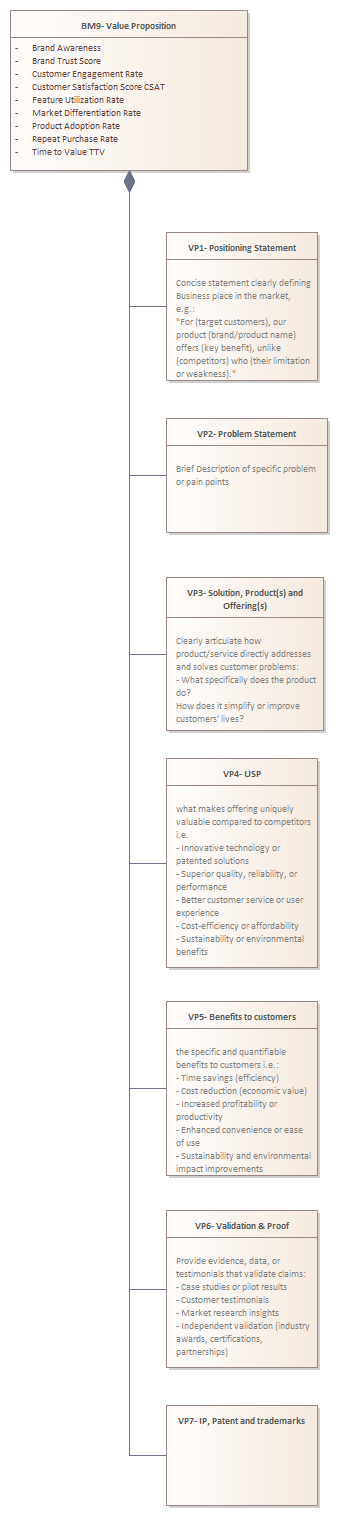 BM9- Value Proposition
- Brand Awareness
- Brand Trust Score
- Customer Engagement Rate
- Customer Satisfaction Score CSAT
- Feature Utilization Rate
- Market Differentiation Rate
- Product Adoption Rate
- Repeat Purchase Rate
- Time to Value TTV
VP1- Positioning Statement
Concise statement clearly defining
Business place in the market,
e.g.:
"For (target customers), our
product (brand/product name)
offers (key benefit), unlike
(competitors) who (their limitation
or weakness)."
VP2- Problem Statement
Brief Description of specific problem
or pain points
VP3- Solution, Product(s) and
Offering(s)
Clearly articulate how
product/service directly addresses
and solves customer problems:
- What specifically does the product
do?
How does it simplify or improve
customers' lives?
VP4- USP
what makes offering uniquely
valuable compared to competitors
i.e.
- Innovative technology or
patented solutions
- Superior quality, reliability, or
performance
- Better customer service or user
experience
- Cost-efficiency or affordability
- Sustainability or environmental
benefits
VP5- Benefits to customers
the specific and quantifiable
benefits to customers i.e.:
- Time savings (efficiency)
- Cost reduction (economic value)
- Increased profitability or
productivity
- Enhanced convenience or ease
of use
- Sustainability and environmental
impact improvements
VP6- Validation & Proof
Provide evidence, data, or
testimonials that validate claims:
- Case studies or pilot results
- Customer testimonials
- Market research insights
- Independent validation (industry
awards, certifications,
partnerships)
VP7- IP, Patent and trademarks